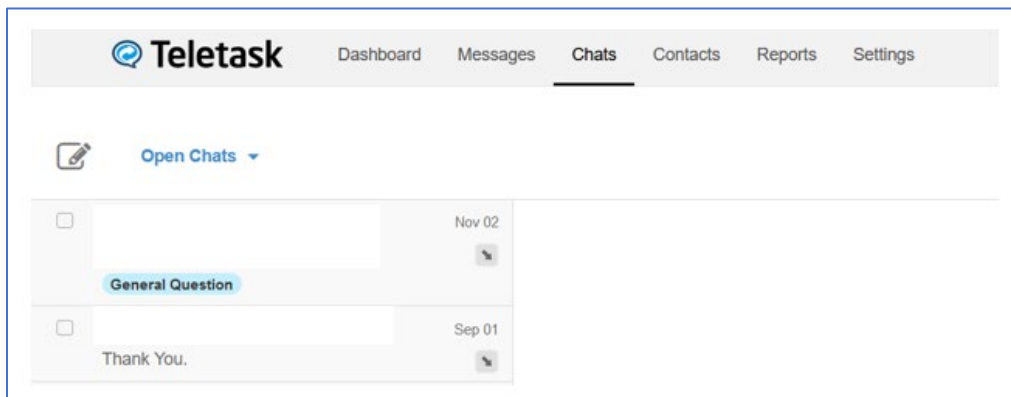 Teletask Dashboard Messages Chats Contacts Reports Settings
Open Chats
Nov 02
General Question
Sep 01
Thank You.